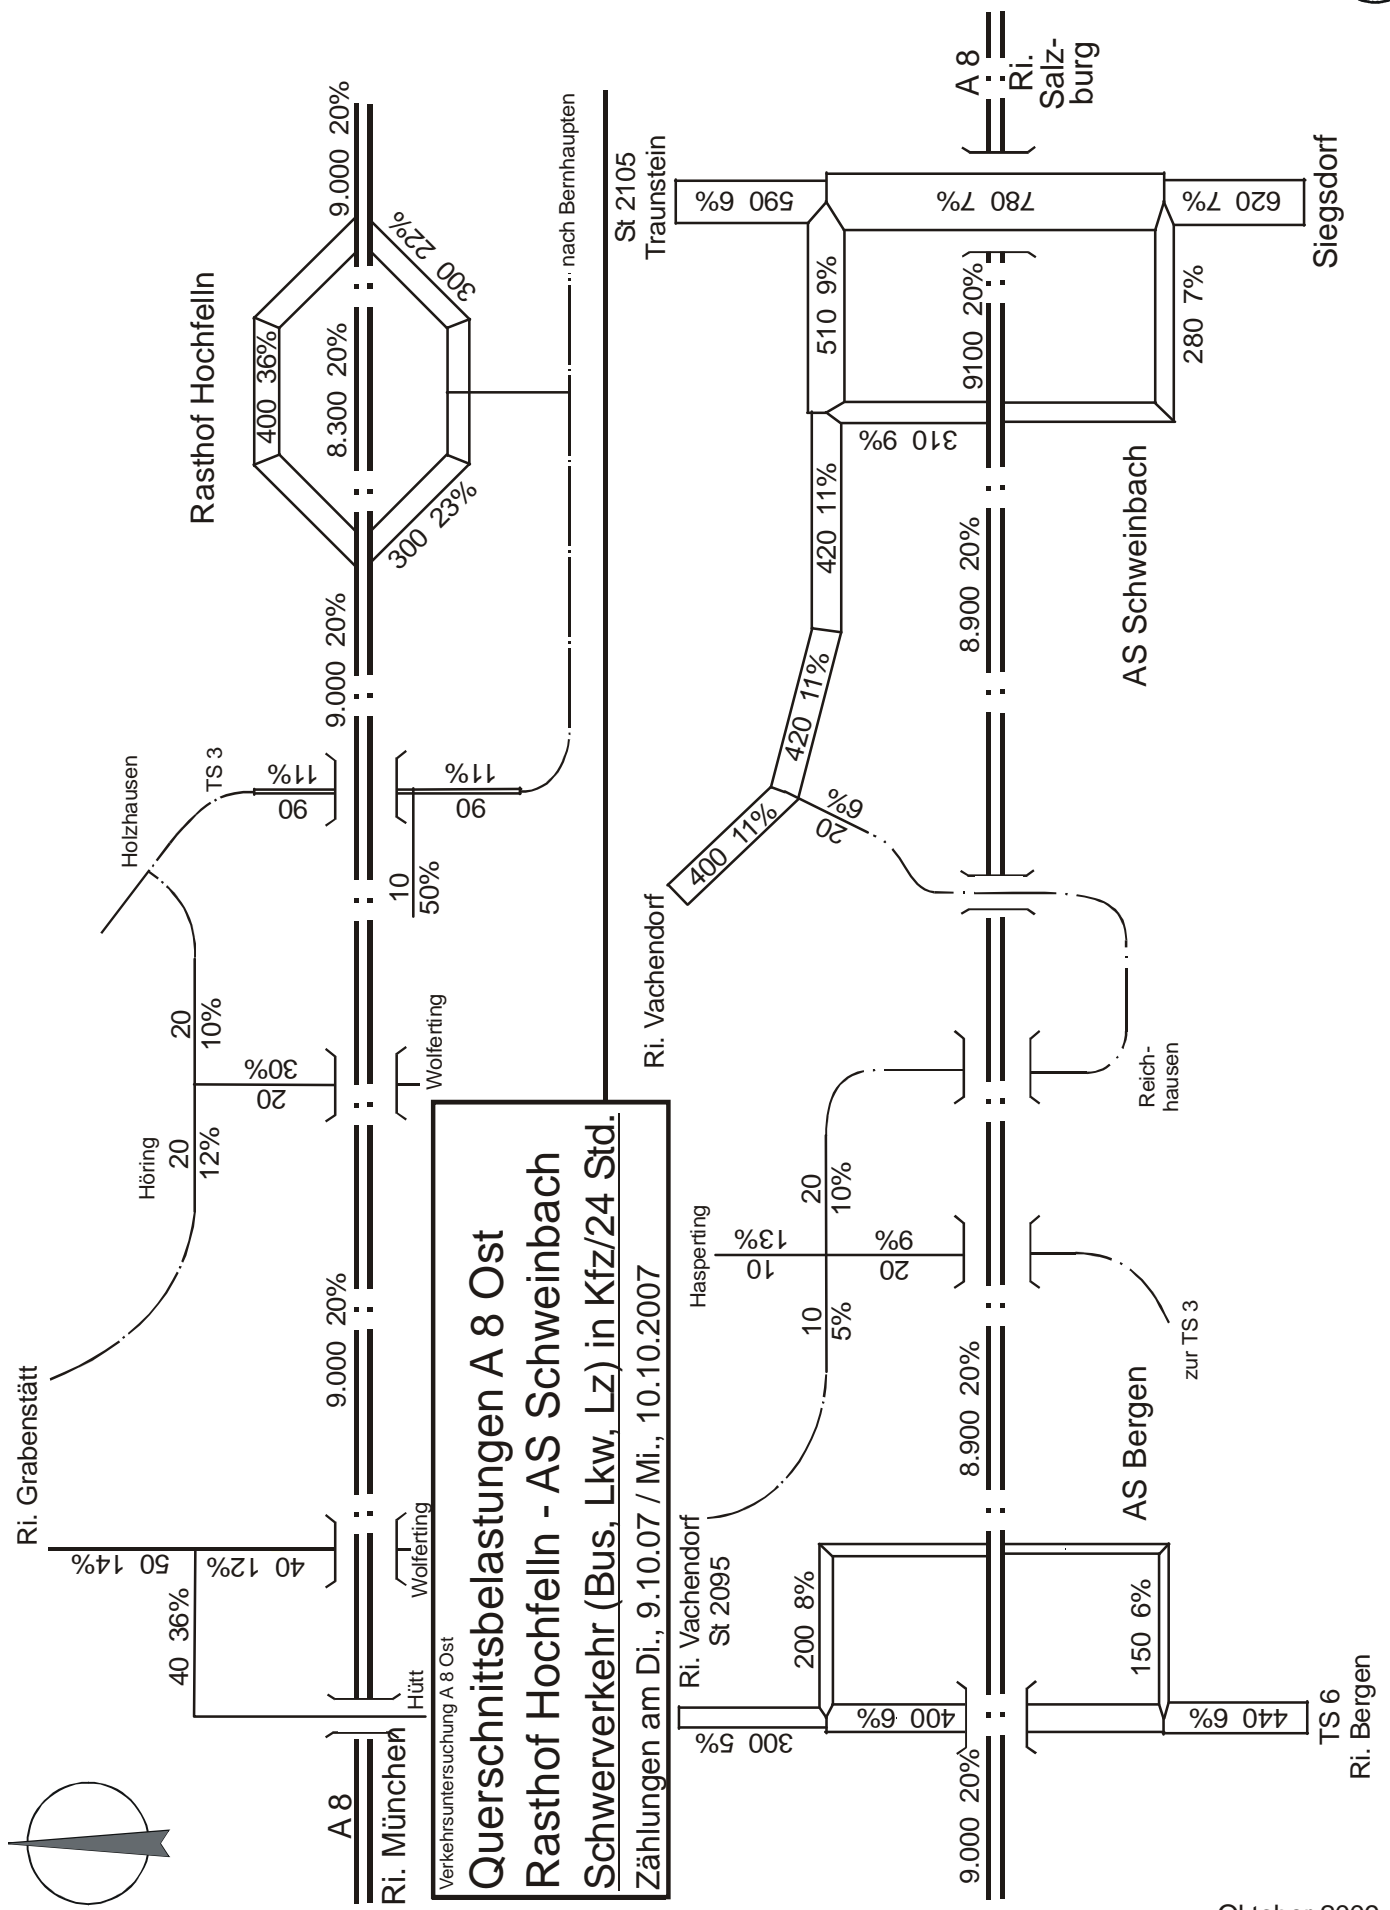 Ri. Grabenstätt
50 14%
40 12%
40 36%
Hütt
Wolferting
A 8
Ri. München
Höring
20
12%
20
10%
20
30%
Wolferting
Holzhausen
TS 3
90
11%
90
11%
10
50%
9.000 20%
9.000 20%
Rasthof Hochfelln
400 36%
8.300 20%
300 23%
300 22%
9.000 20%
nach Bernhaupten
Verkehrsuntersuchung A 8 Ost
Querschnittsbelastungen A 8 Ost
Rasthof Hochfelln - AS Schweinbach
Schwerverkehr (Bus, Lkw, Lz) in Kfz/24 Std.
Zählungen am Di., 9.10.07 / Mi., 10.10.2007
Ri. Vachendorf
St 2095
300 5%
400 6%
200 8%
9.000 20%
150 6%
440 6%
TS 6
Ri. Bergen
AS Bergen
8.900 20%
Hasperting
10
13%
10
5%
20
10%
20
9%
zur TS 3
Reich-
hausen
Ri. Vachendorf
400 11%
20
6%
420 11%
420 11%
8.900 20%
AS Schweinbach
310 9%
510 9%
9100 20%
280 7%
St 2105
Traunstein
590 6%
780 7%
620 7%
Siegsdorf
A 8
Ri.
Salz-
burg